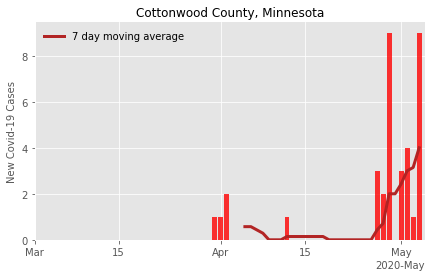 Cottonwood County, Minnesota
7 day moving average
New Covid-19 Cases
8
6
4
2
0
Mar 15 Apr 15 May
2020-May